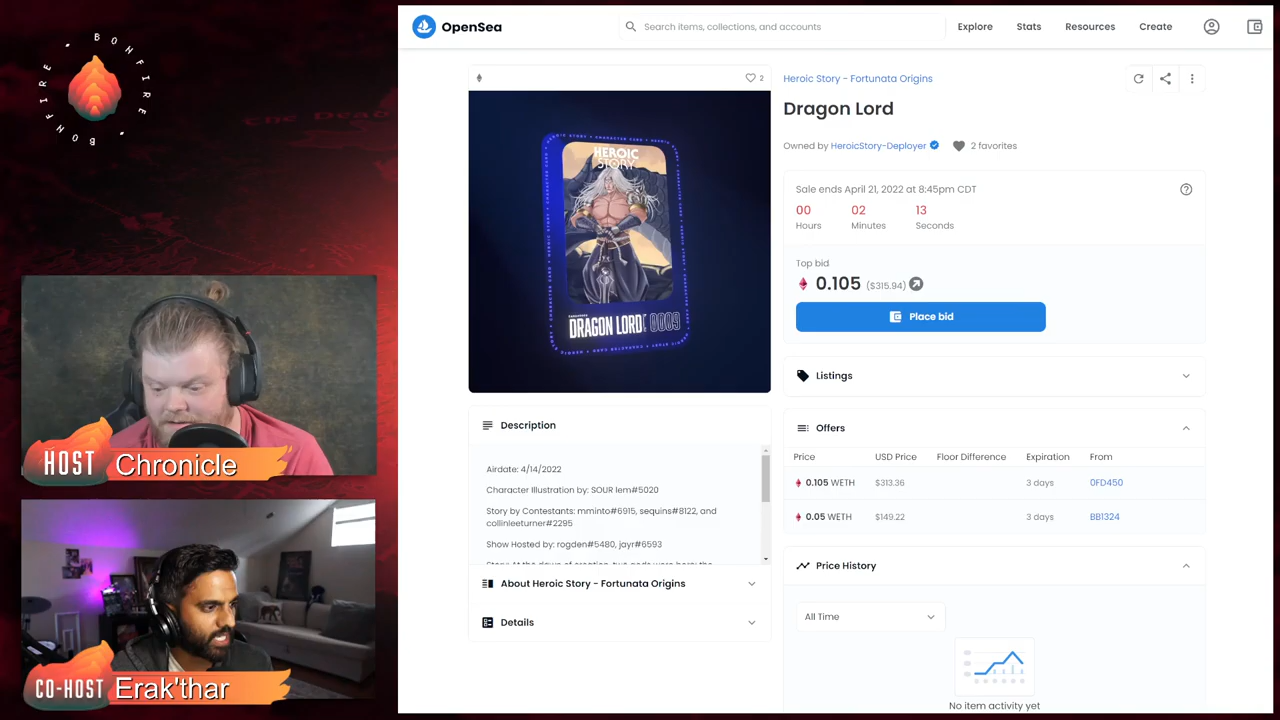 BONFIRE
BONFIRE
HOST Chronicle
CO-HOST Erak'thar
OpenSea
Search items, collections, and accounts
Explore
Stats
Resources
Create
2
HEROIC
STORY
DRAGON LORD 0009
Heroic Story - Fortunata Origins
Dragon Lord
Owned by HeroicStory-Deployer
2 favorites
Sale ends April 21, 2022 at 8:45pm CDT
00 02 13
Hours Minutes Seconds
Top bid
0.105 ($315.94)
Place bid
Listings
Offers
Price USD Price Floor Difference Expiration From
0.105 WETH $313.36 3 days 0FD450
0.05 WETH $149.22 3 days BB1324
Price History
All Time
No item activity yet
Description
Airdate: 4/14/2022
Character Illustration by: SOUR lem#5020
Story by Contestants: mminto#6915, sequins#8122, and
collinleeturner#2295
Show Hosted by: rogden#5480, jayr#6593
About Heroic Story - Fortunata Origins
Details